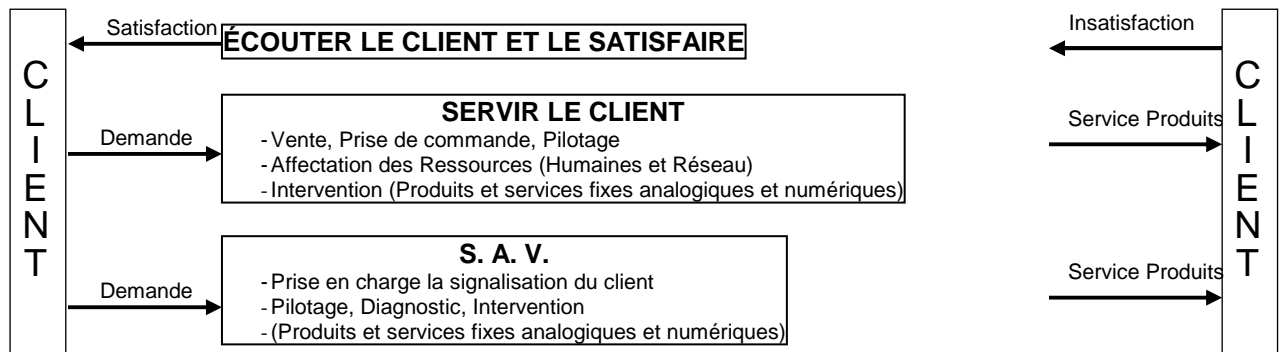 Satisfaction
ÉCOUTER LE CLIENT ET LE SATISFAIRE
Insatisfaction
CLIENT
Demande
SERVIR LE CLIENT
- Vente, Prise de commande, Pilotage
- Affectation des Ressources (Humaines et Réseau)
- Intervention (Produits et services fixes analogiques et numériques)
Service Produits
CLIENT
Demande
S. A. V.
- Prise en charge la signalisation du client
- Pilotage, Diagnostic, Intervention
- (Produits et services fixes analogiques et numériques)
Service Produits